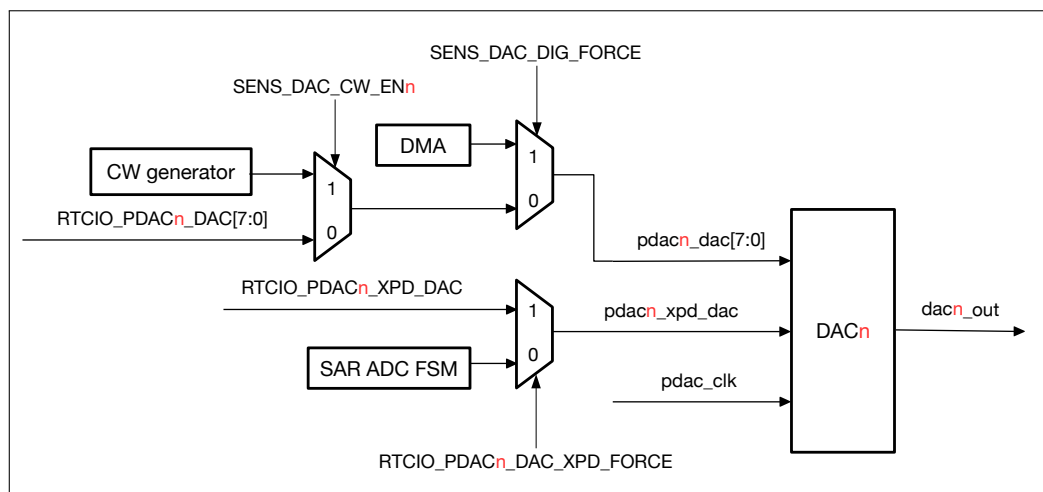 SENS_DAC_DIG_FORCE
SENS_DAC_CW_ENn
DMA
1
CW generator
1
0
RTCIO_PDACn_DAC[7:0]
0
pdacn_dac[7:0]
RTCIO_PDACn_XPD_DAC
1
pdacn_xpd_dac
dacn_out
DACn
0
SAR ADC FSM
pdac_clk
RTCIO_PDACn_DAC_XPD_FORCE